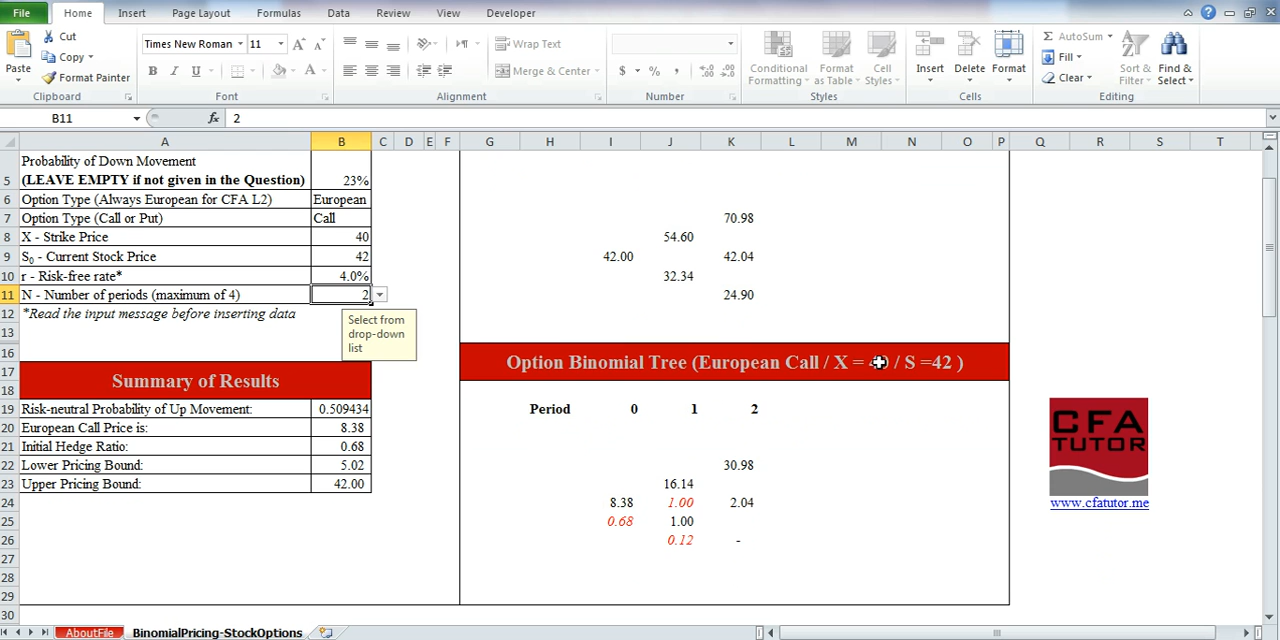 File Home Insert Page Layout Formulas Data Review View Developer
Cut
Copy
Format Painter
Paste
Clipboard
Times New Roman 11 A A
B I U A
Font
Wrap Text
Merge & Center
Alignment
$ % , .00 .00
Number
Conditional Formatting
Format as Table
Cell Styles
Styles
Insert Delete Format
Cells
AutoSum
Fill
Clear
Sort & Filter
Find & Select
Editing
B11 fx 2
A B C D E F G H I J K L M N O P Q R S T
Probability of Down Movement
5 (LEAVE EMPTY if not given in the Question) 23%
6 Option Type (Always European for CFA L2) European
7 Option Type (Call or Put) Call 70.98
8 X - Strike Price 40 54.60
9 S0 - Current Stock Price 42 42.00 42.04
10 r - Risk-free rate* 4.0% 32.34
11 N - Number of periods (maximum of 4) 2 24.90
12 *Read the input message before inserting data
Select from
drop-down
list
13
16
17 Option Binomial Tree (European Call / X = / S =42 )
18 Summary of Results
19 Risk-neutral Probability of Up Movement: 0.509434 Period 0 1 2
20 European Call Price is: 8.38
21 Initial Hedge Ratio: 0.68
22 Lower Pricing Bound: 5.02 30.98
23 Upper Pricing Bound: 42.00 16.14
24 8.38 1.00 2.04
25 0.68 1.00
26 0.12 -
27
28
29
30
CFA
TUTOR
www.cfatutor.me
AboutFile BinomialPricing-StockOptions